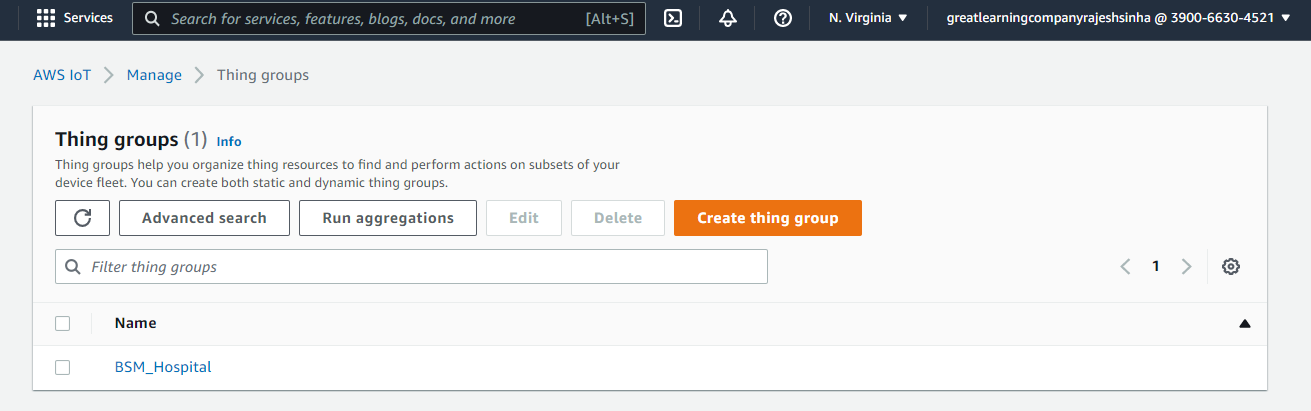 Services Search for services, features, blogs, docs, and more [Alt+S] N. Virginia greatlearningcompanyrajeshsinha @ 3900-6630-4521
AWS IoT Manage Thing groups
Thing groups (1) Info
Thing groups help you organize thing resources to find and perform actions on subsets of your
device fleet. You can create both static and dynamic thing groups.
Advanced search Run aggregations Edit Delete Create thing group
Filter thing groups 1
Name
BSM_Hospital